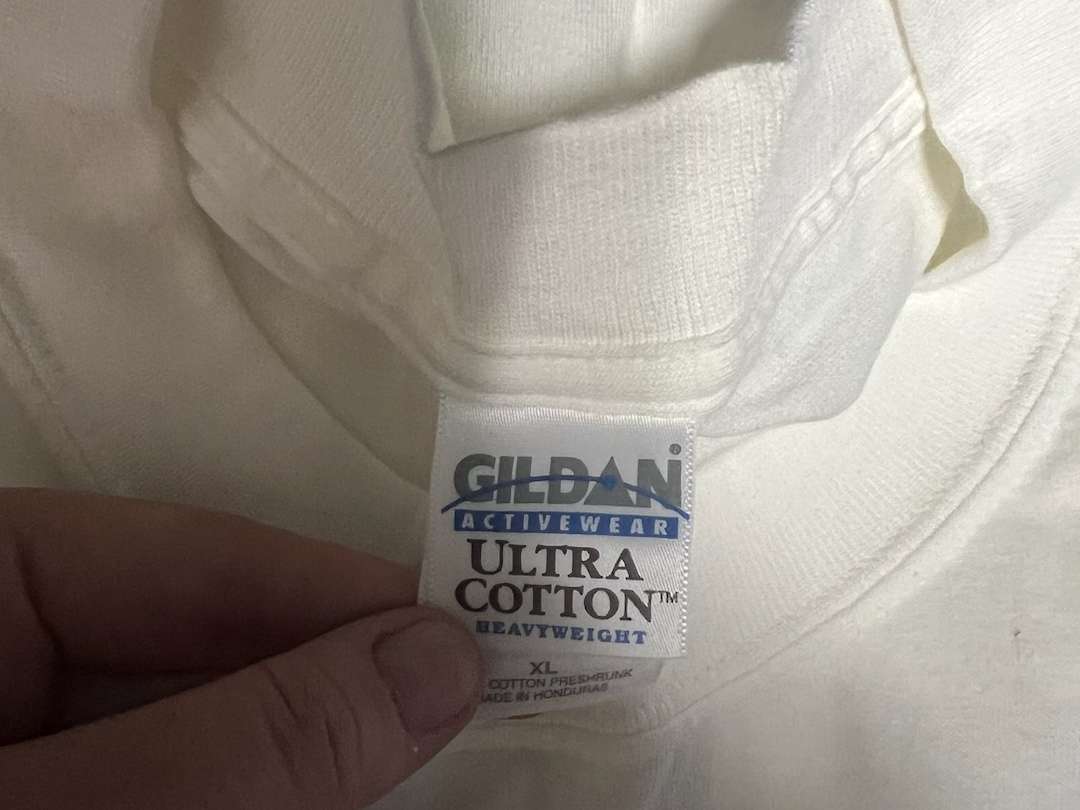 GILDAN®
ACTIVEWEAR
ULTRA
COTTON™
HEAVYWEIGHT
XL
COTTON PRESHRUNK
MADE IN HONDURAS